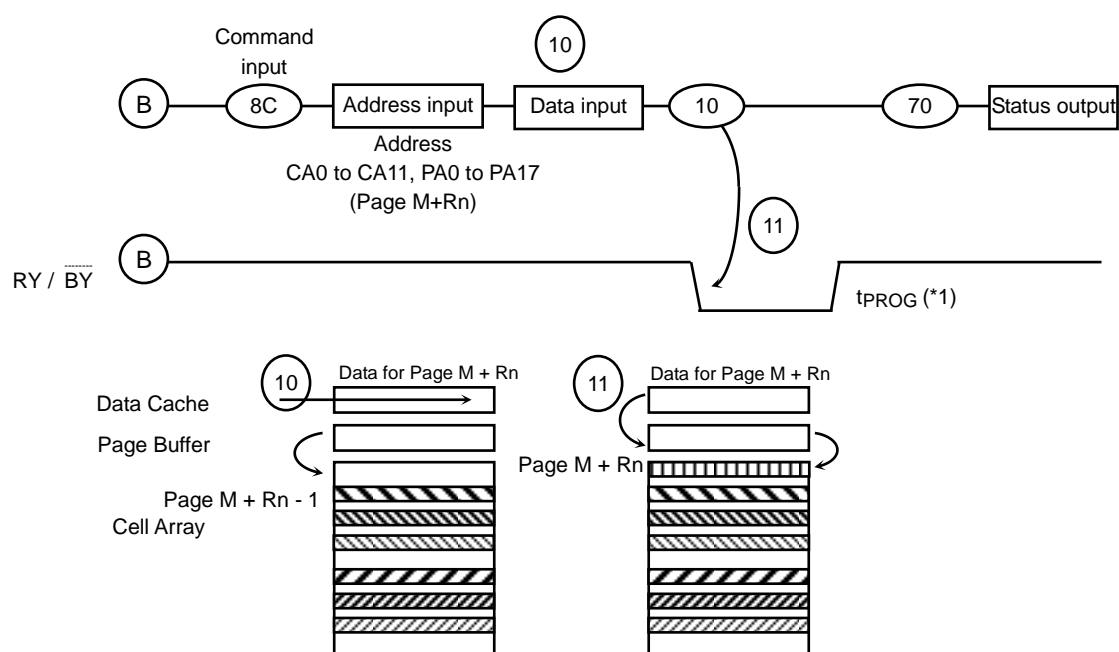 Command
input
10
B
8C
Address input
Data input
10
70
Status output
Address
CA0 to CA11, PA0 to PA17
(Page M+Rn)
11
B
RY / BY
tPROG (*1)
10
Data for Page M + Rn
11
Data for Page M + Rn
Data Cache
Page Buffer
Page M + Rn
Page M + Rn - 1
Cell Array